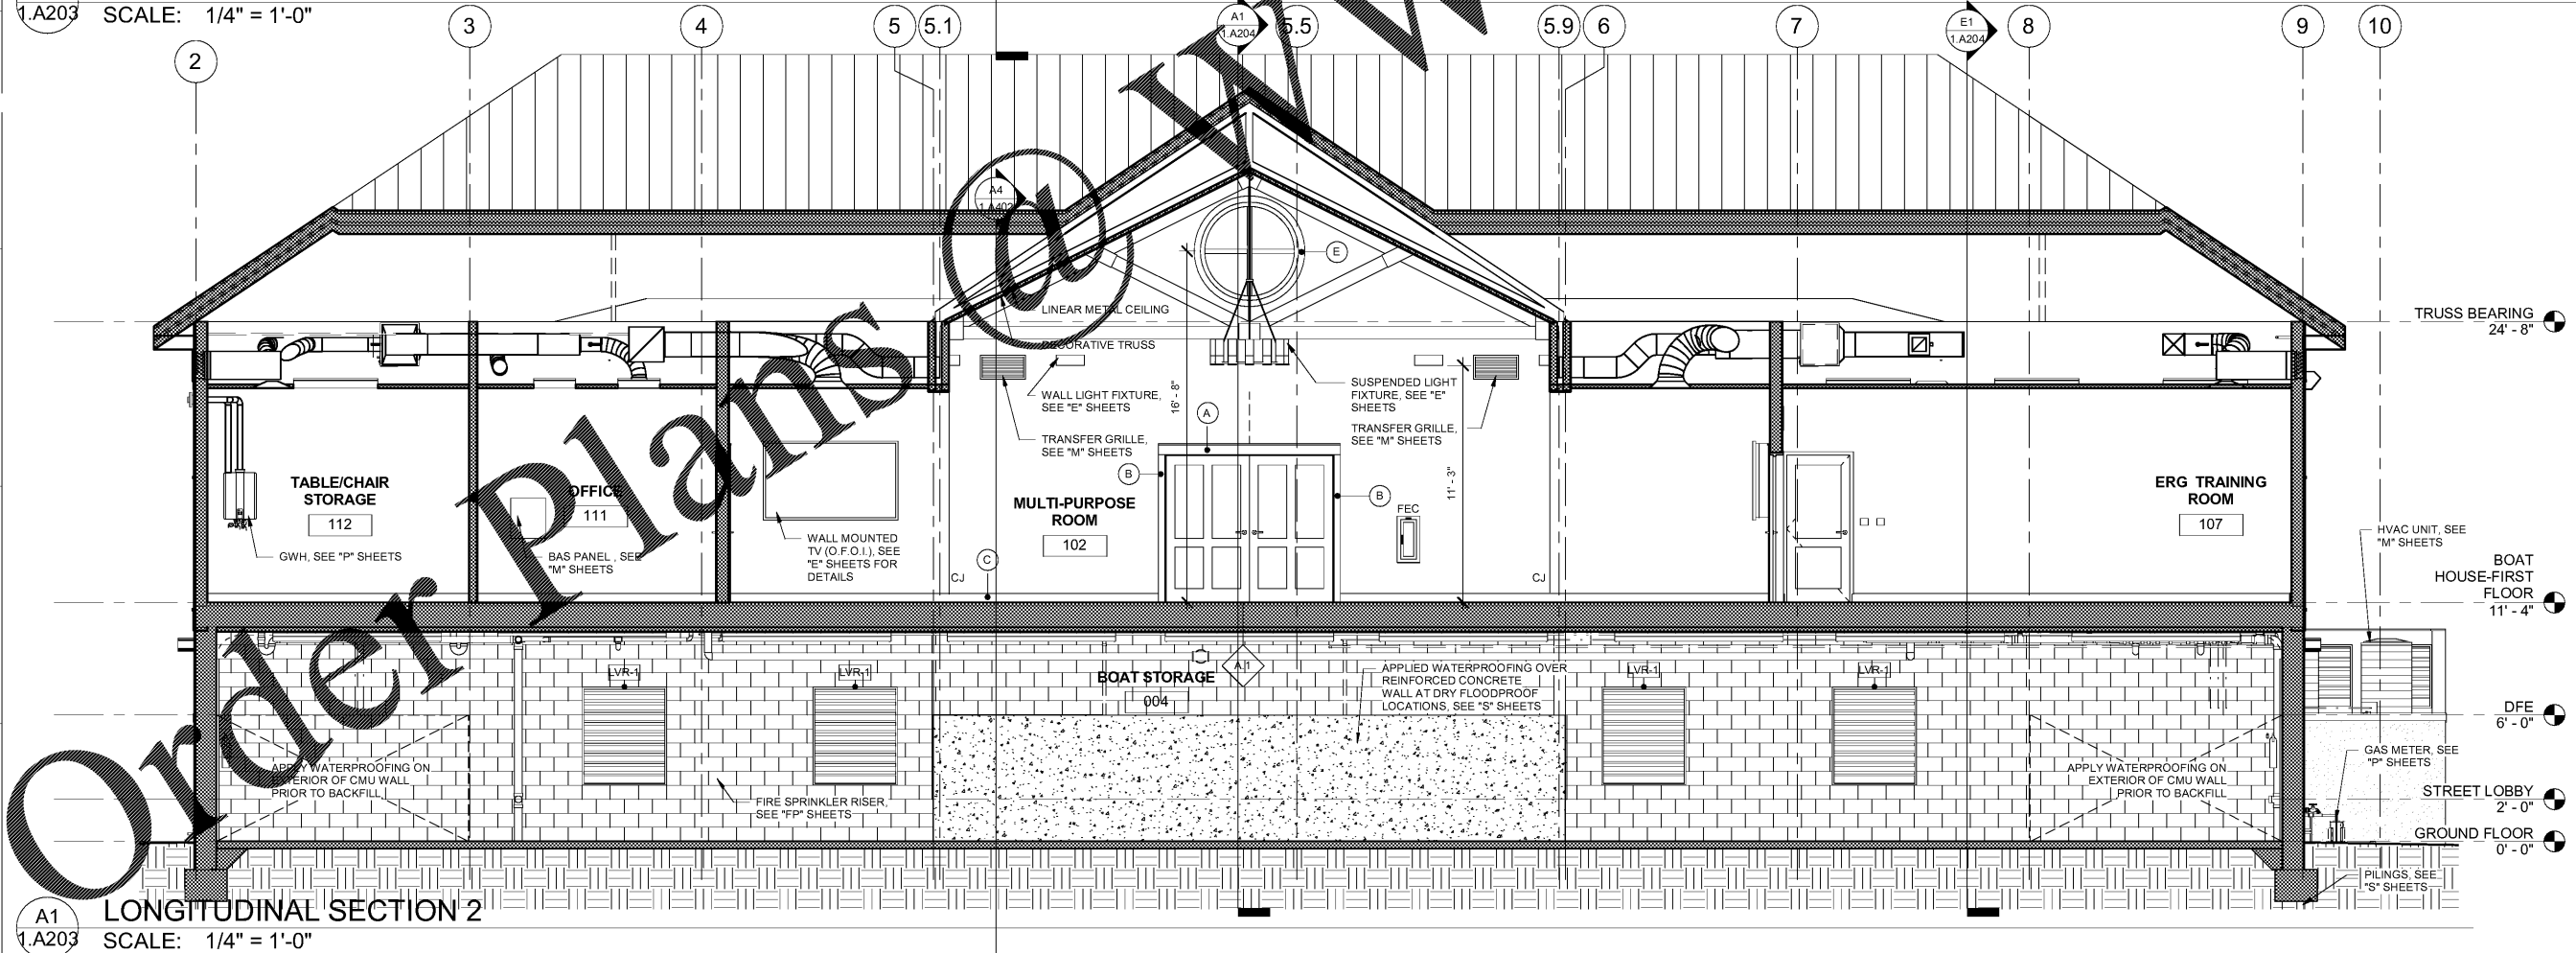 1.A203 SCALE: 1/4" = 1'-0"
2
3
4
5
5.1
A1
1.A204
5.5
5.9
6
7
E1
1.A204
8
9
10
A4
1.A402
E
LINEAR METAL CEILING
DECORATIVE TRUSS
WALL LIGHT FIXTURE,
SEE "E" SHEETS
TRANSFER GRILLE,
SEE "M" SHEETS
16' - 8"
SUSPENDED LIGHT
FIXTURE, SEE "E"
SHEETS
TRANSFER GRILLE,
SEE "M" SHEETS
11' - 3"
TRUSS BEARING
24' - 8"
A
B
B
C
FEC
CJ
CJ
TABLE/CHAIR
STORAGE
112
GWH, SEE "P" SHEETS
OFFICE
111
BAS PANEL , SEE
"M" SHEETS
WALL MOUNTED
TV (O.F.O.I.), SEE
"E" SHEETS FOR
DETAILS
MULTI-PURPOSE
ROOM
102
ERG TRAINING
ROOM
107
HVAC UNIT, SEE
"M" SHEETS
BOAT
HOUSE-FIRST
FLOOR
11' - 4"
LVR-1
LVR-1
BOAT STORAGE
004
A.1
APPLIED WATERPROOFING OVER
REINFORCED CONCRETE
WALL AT DRY FLOODPROOF
LOCATIONS, SEE "S" SHEETS
LVR-1
LVR-1
DFE
6' - 0"
APPLY WATERPROOFING ON
EXTERIOR OF CMU WALL
PRIOR TO BACKFILL
FIRE SPRINKLER RISER,
SEE "FP" SHEETS
APPLY WATERPROOFING ON
EXTERIOR OF CMU WALL
PRIOR TO BACKFILL
GAS METER, SEE
"P" SHEETS
STREET LOBBY
2' - 0"
GROUND FLOOR
0' - 0"
PILINGS, SEE
"S" SHEETS
A1
1.A203
LONGITUDINAL SECTION 2
SCALE: 1/4" = 1'-0"
Order Plans @